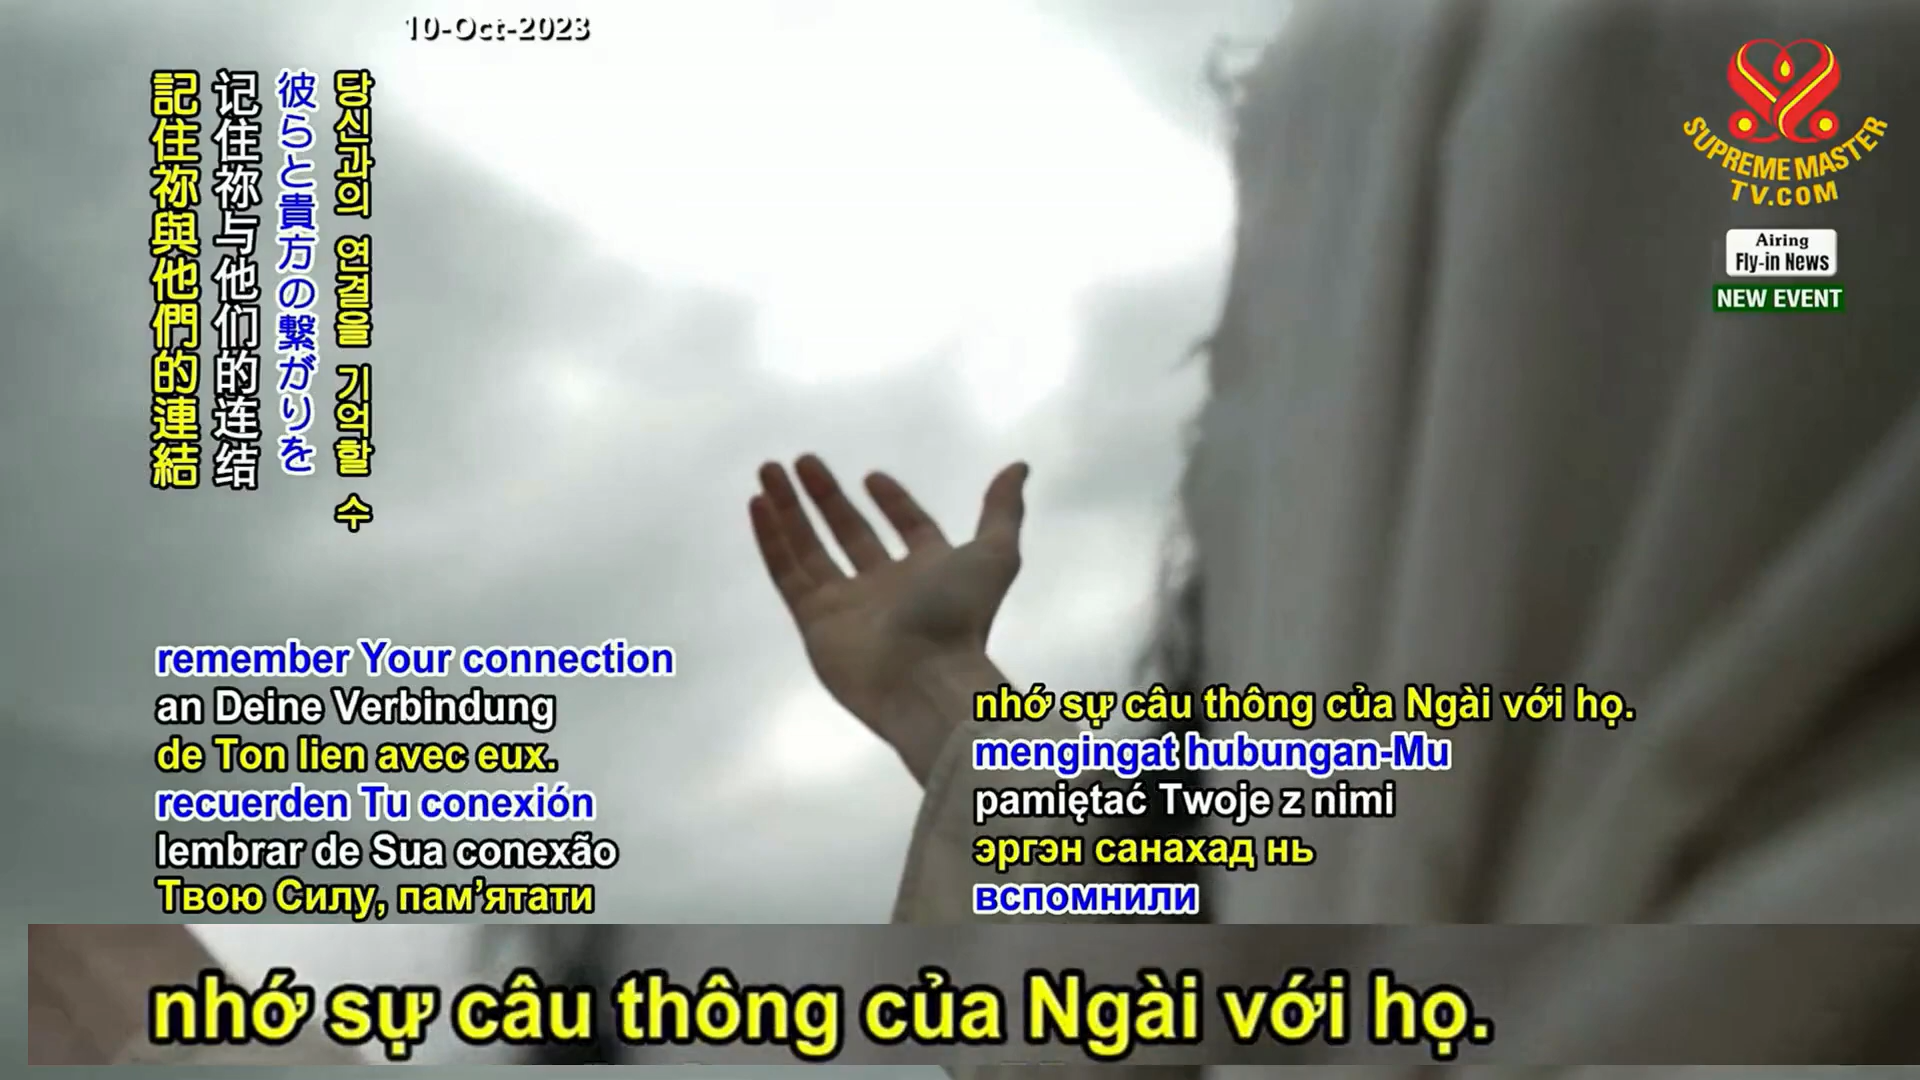 10-Oct-2023
記住祢與他們的連結
记住祢与他们的连结
彼らと貴方の繋がりを
당신과의 연결을 기억할 수
SUPREME MASTER
TV.COM
Airing
Fly-in News
NEW EVENT
remember Your connection
an Deine Verbindung
de Ton lien avec eux.
recuerden Tu conexión
lembrar de Sua conexão
Твою Силу, пам’ятати
nhớ sự câu thông của Ngài với họ.
mengingat hubungan-Mu
pamiętać Twoje z nimi
эргэн санахад нь
вспомнили
nhớ sự câu thông của Ngài với họ.